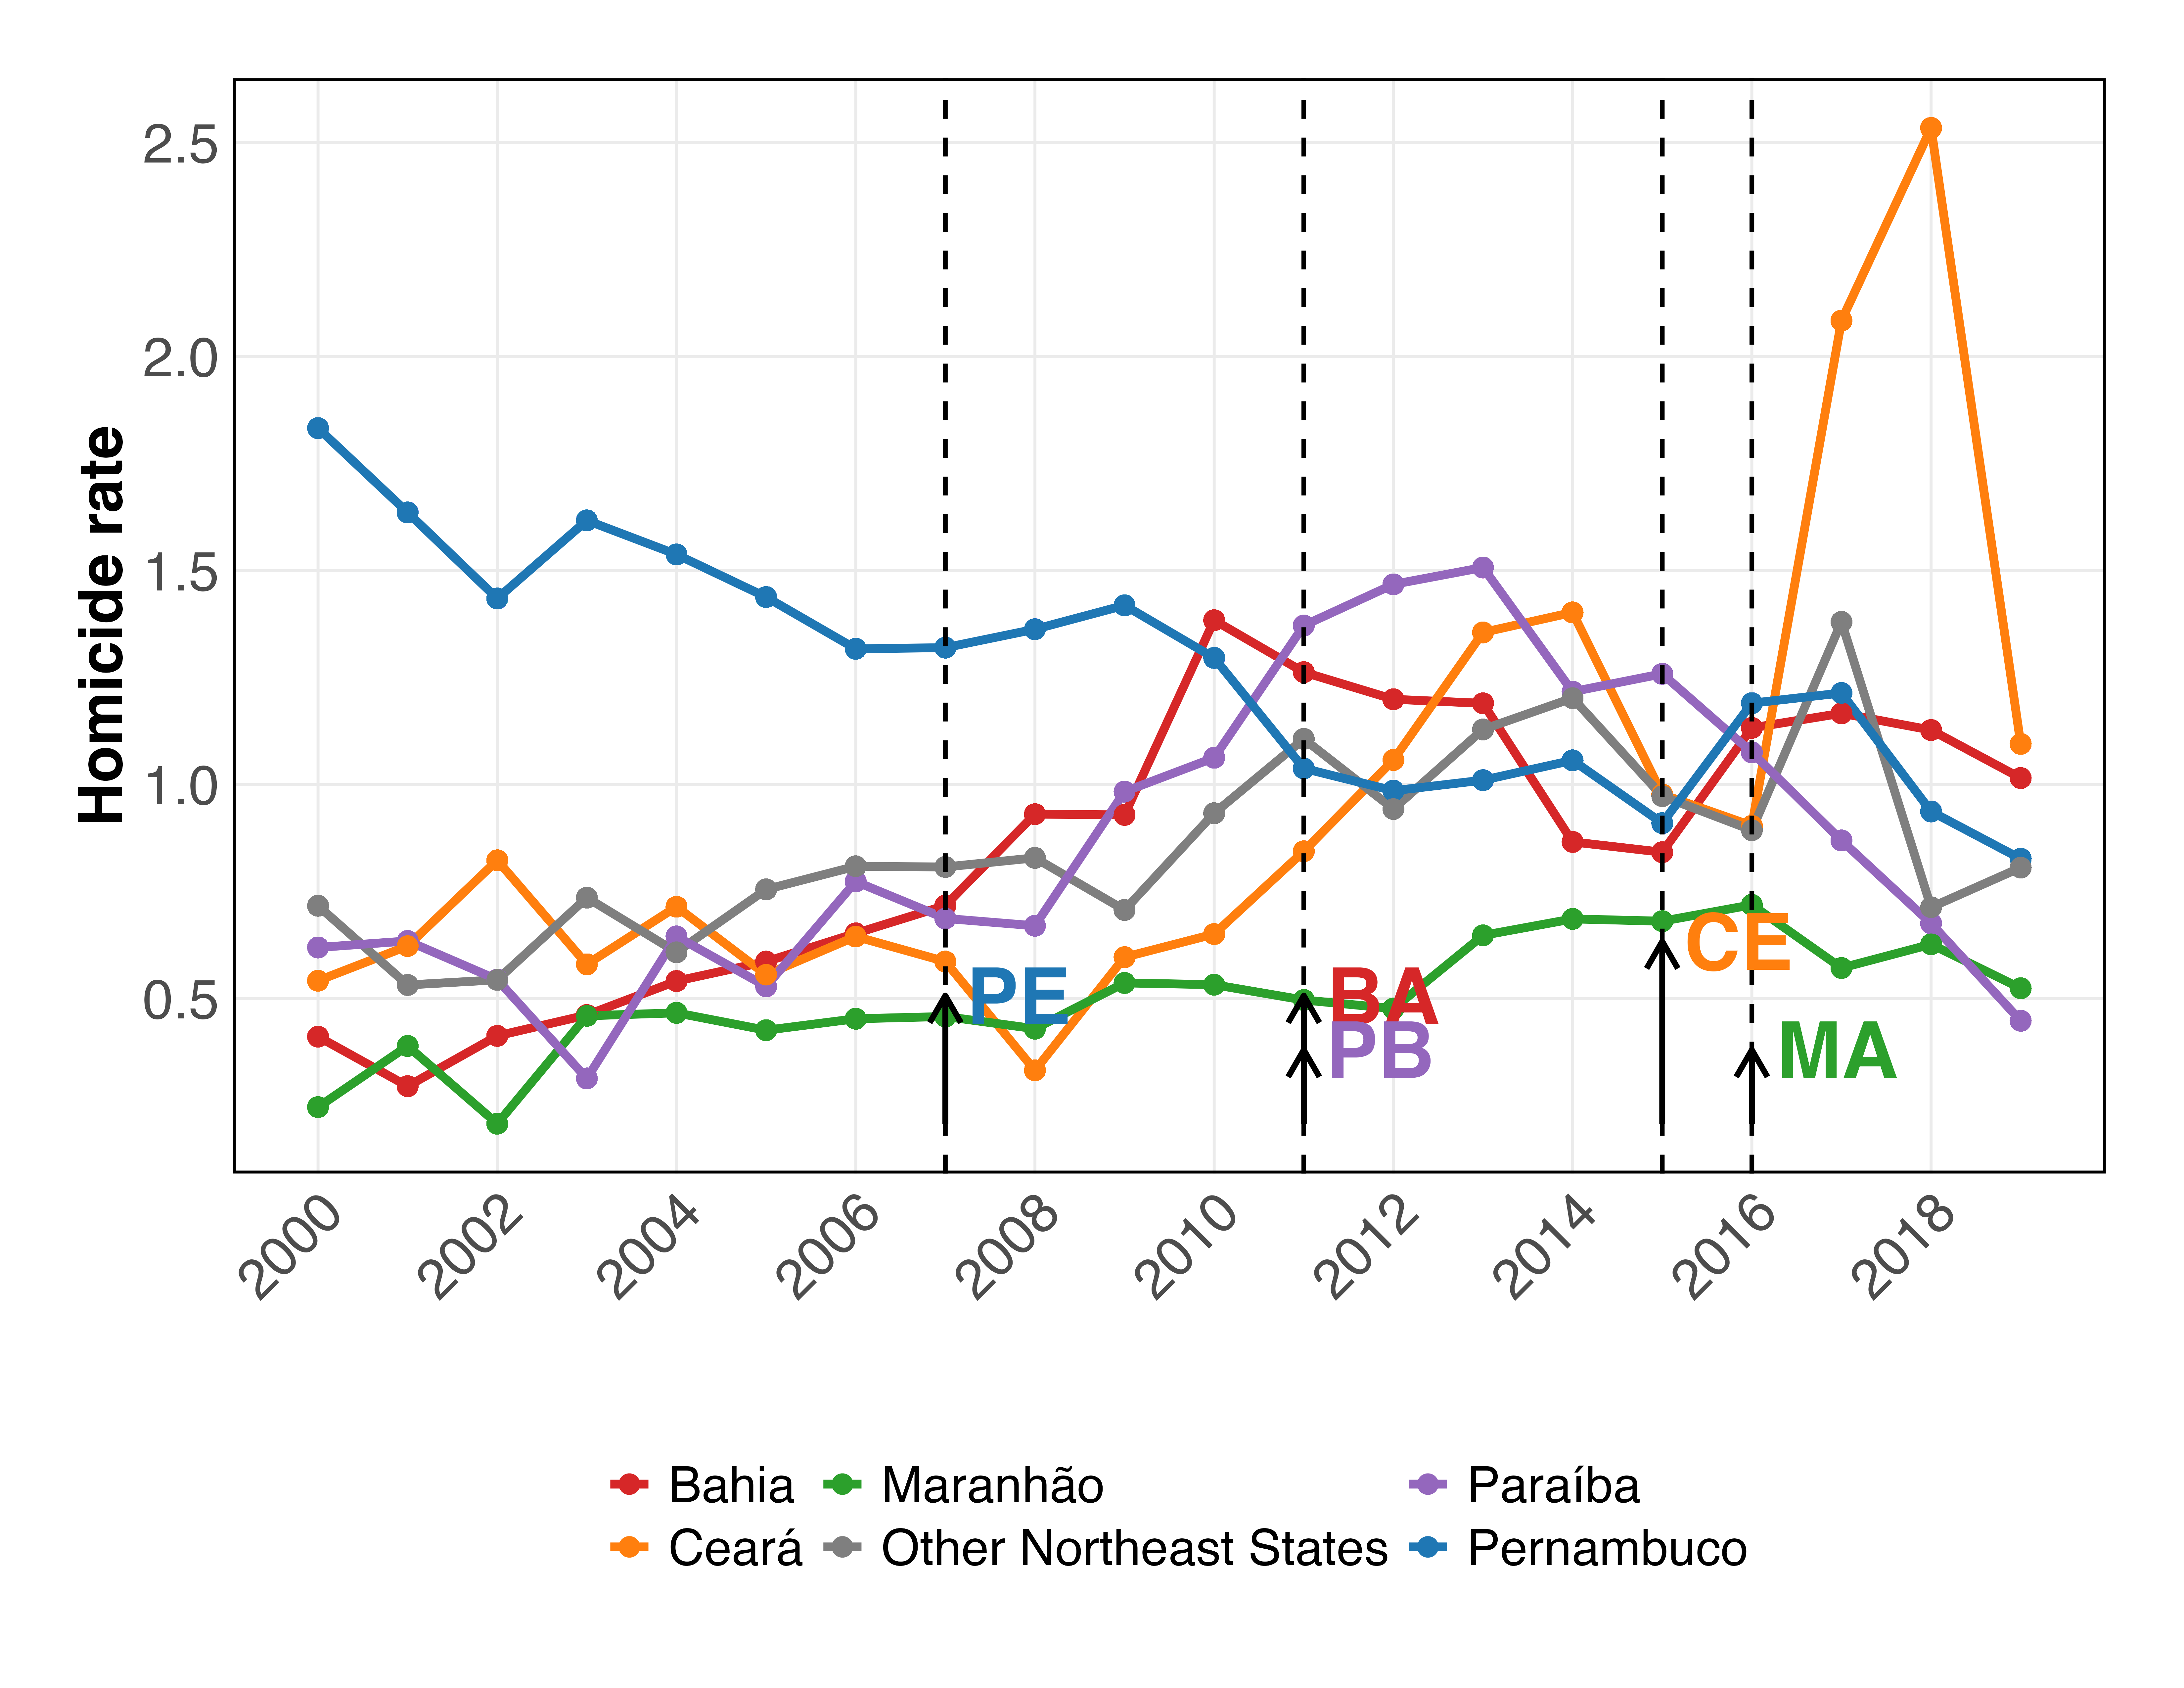 Homicide rate
2.5
2.0
1.5
1.0
0.5
CE
PE
BA
PB
MA
2000
2002
2004
2006
2008
2010
2012
2014
2016
2018
Bahia Maranhão Paraíba
Ceará Other Northeast States Pernambuco